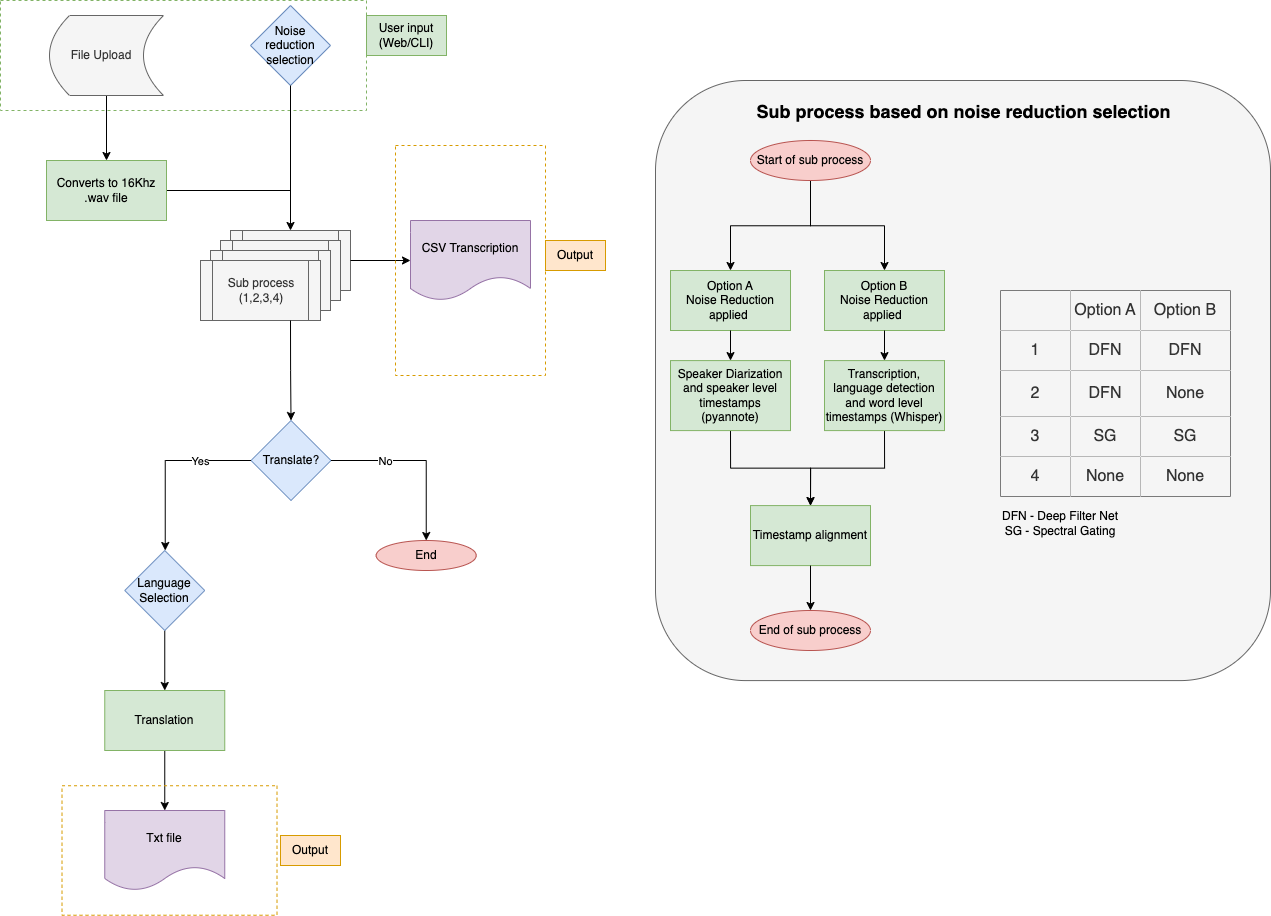 File Upload
Noise
reduction
selection
User input
(Web/CLI)
Converts to 16Khz
.wav file
Sub process
(1,2,3,4)
CSV Transcription
Output
Translate?
Yes
No
End
Language
Selection
Translation
Txt file
Output
Sub process based on noise reduction selection
Start of sub process
Option A
Noise Reduction
applied
Option B
Noise Reduction
applied
Speaker Diarization
and speaker level
timestamps
(pyannote)
Transcription,
language detection
and word level
timestamps (Whisper)
Timestamp alignment
End of sub process
Option A Option B
1 DFN DFN
2 DFN None
3 SG SG
4 None None
DFN - Deep Filter Net
SG - Spectral Gating